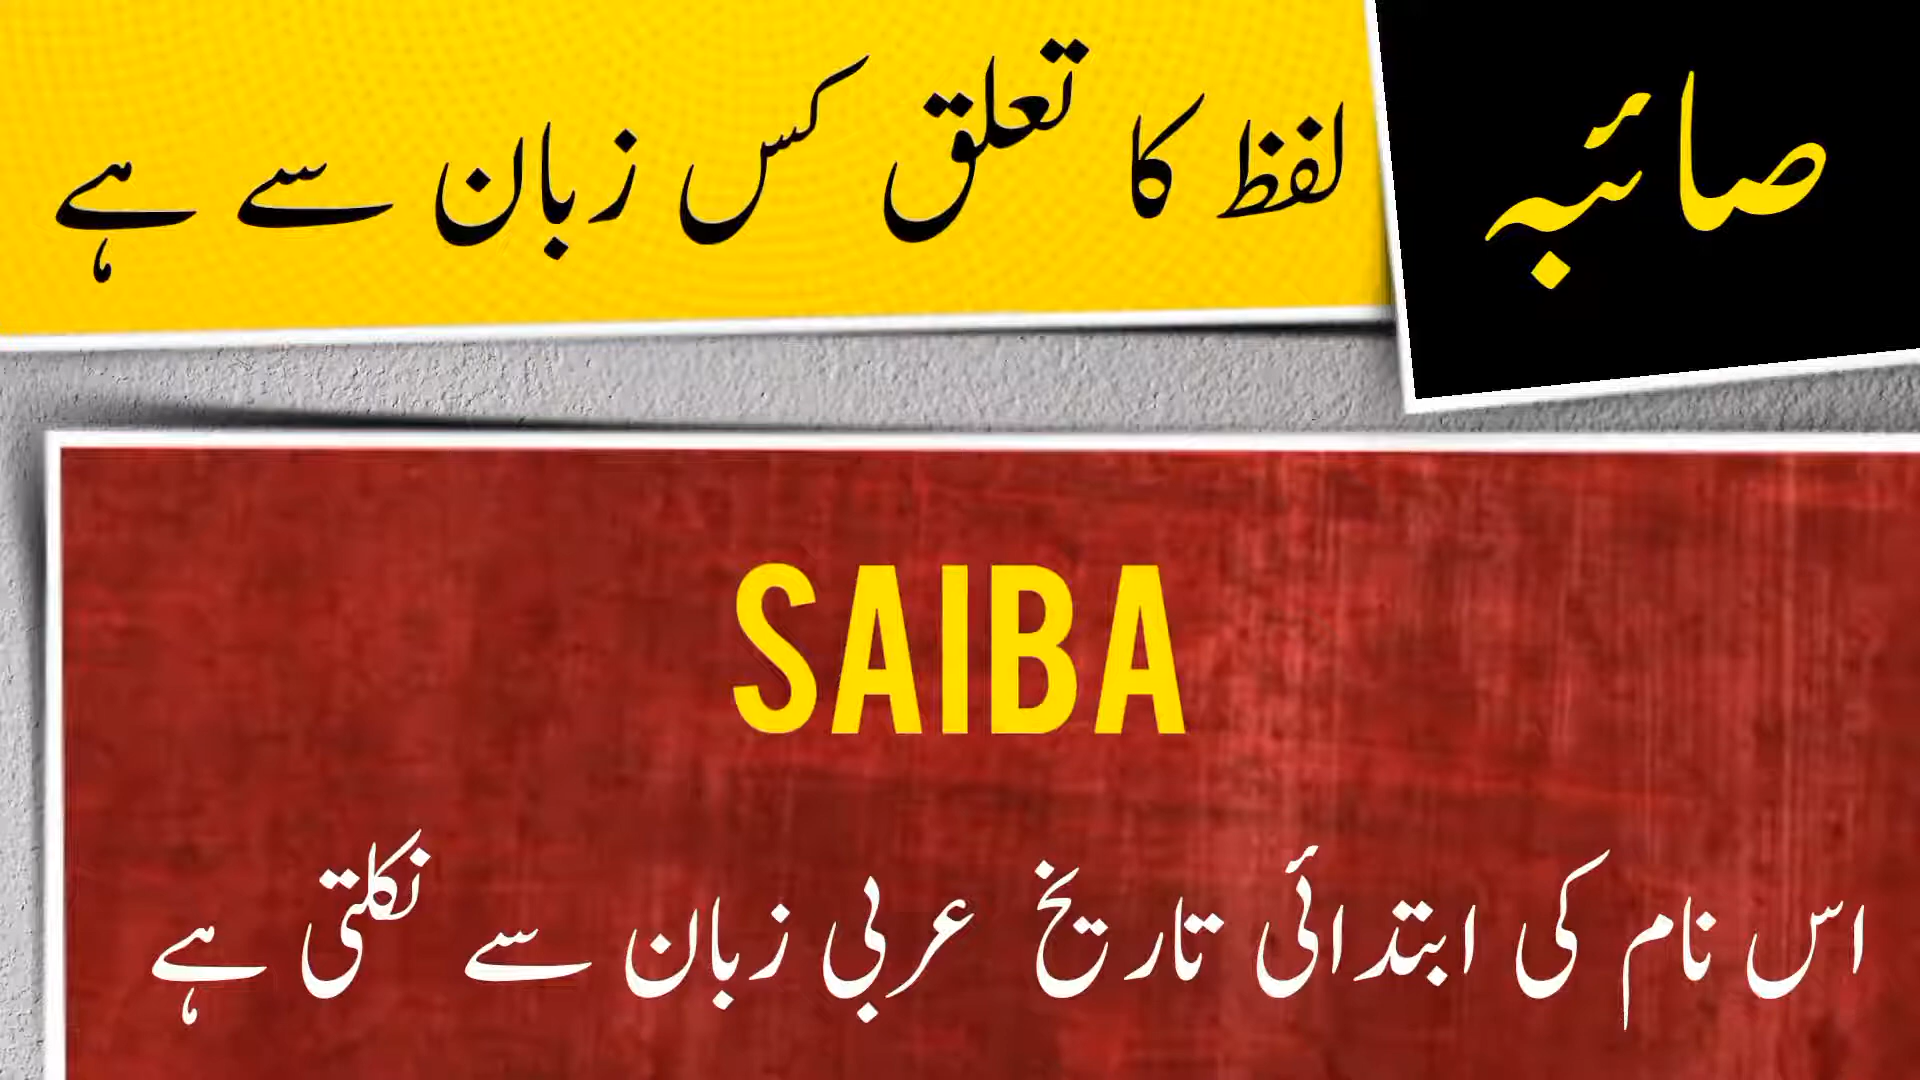 صائبہ
لفظ کا تعلق کس زبان سے ہے
SAIBA
اس نام کی ابتدائی تاریخ عربی زبان سے نکلتی ہے